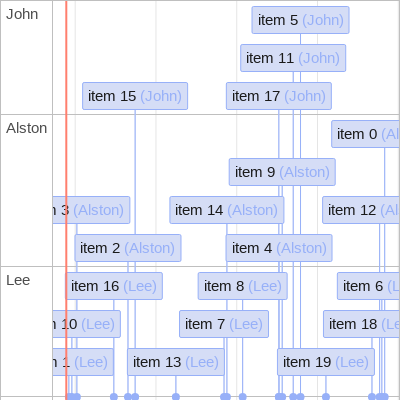 John
item 5 (John)
item 11 (John)
item 15 (John)
item 17 (John)
Alston
item 0 (Al
item 9 (Alston)
3 (Alston)
item 14 (Alston)
item 12 (Al
item 2 (Alston)
item 4 (Alston)
Lee
item 16 (Lee)
item 8 (Lee)
item 6 (L
10 (Lee)
item 7 (Lee)
item 18 (Le
1 (Lee)
item 13 (Lee)
item 19 (Lee)